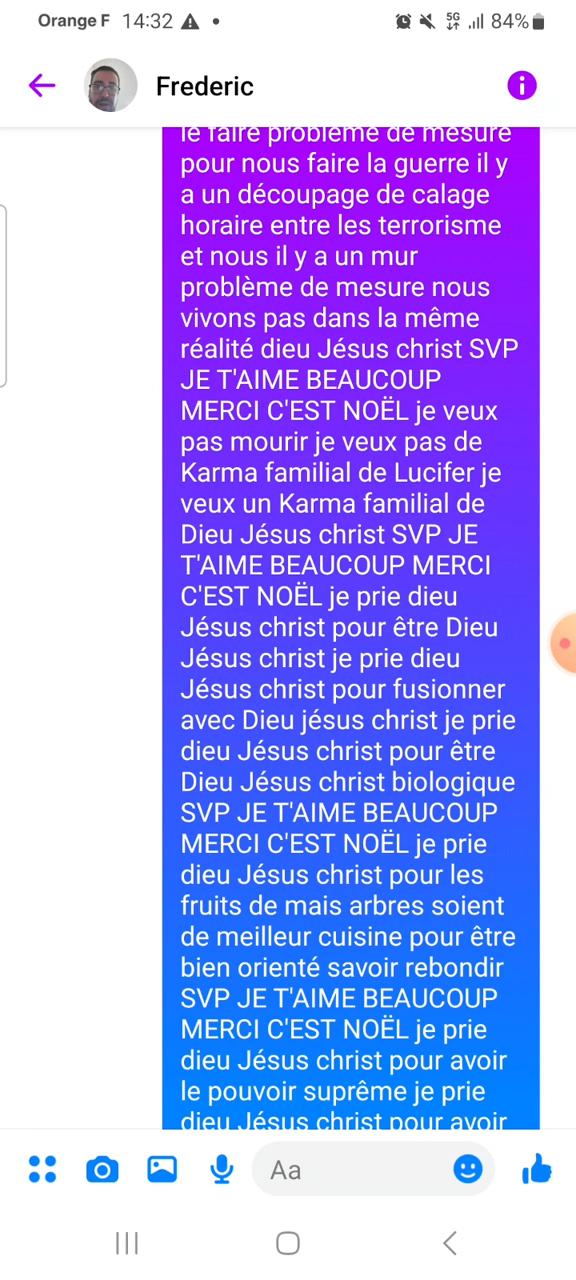 Orange F 14:32
5G 84%
Frederic
le faire problème de mesure
pour nous faire la guerre il y
a un découpage de calage
horaire entre les terrorisme
et nous il y a un mur
problème de mesure nous
vivons pas dans la même
réalité dieu Jésus christ SVP
JE T'AIME BEAUCOUP
MERCI C'EST NOËL je veux
pas mourir je veux pas de
Karma familial de Lucifer je
veux un Karma familial de
Dieu Jésus christ SVP JE
T'AIME BEAUCOUP MERCI
C'EST NOËL je prie dieu
Jésus christ pour être Dieu
Jésus christ je prie dieu
Jésus christ pour fusionner
avec Dieu jésus christ je prie
dieu Jésus christ pour être
Dieu Jésus christ biologique
SVP JE T'AIME BEAUCOUP
MERCI C'EST NOËL je prie
dieu Jésus christ pour les
fruits de mais arbres soient
de meilleur cuisine pour être
bien orienté savoir rebondir
SVP JE T'AIME BEAUCOUP
MERCI C'EST NOËL je prie
dieu Jésus christ pour avoir
le pouvoir suprême je prie
dieu Jésus christ pour avoir
Aa